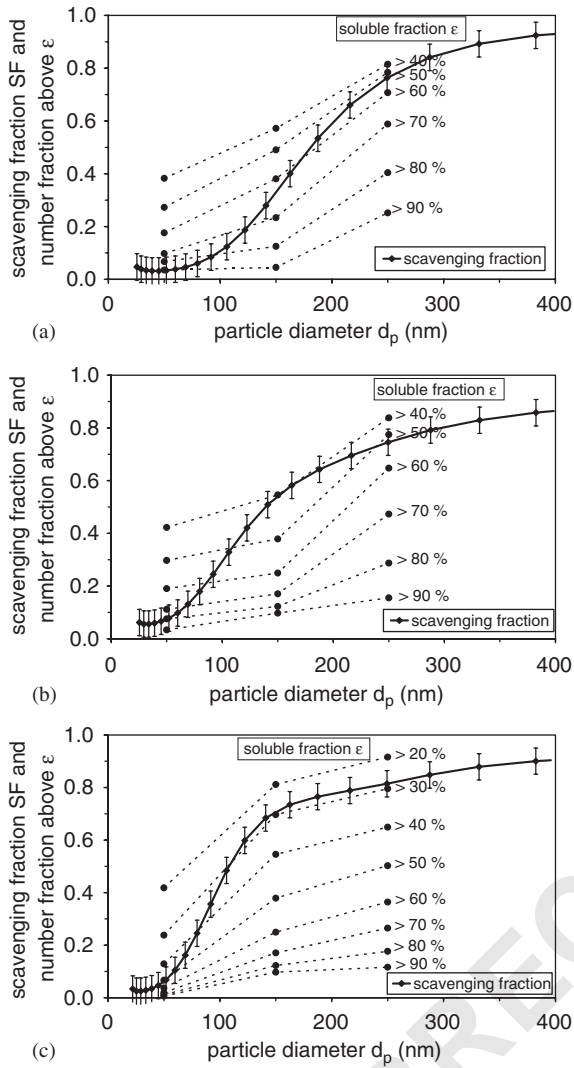 scavenging fraction SF and
number fraction above ε
1.0
0.8
0.6
0.4
0.2
0.0
soluble fraction ε
> 40 %
> 50 %
> 60 %
> 70 %
> 80 %
> 90 %
scavenging fraction
0
100
200
300
400
(a)
particle diameter dp (nm)
scavenging fraction SF and
number fraction above ε
1.0
0.8
0.6
0.4
0.2
0.0
soluble fraction ε
> 40 %
> 50 %
> 60 %
> 70 %
> 80 %
> 90 %
scavenging fraction
0
100
200
300
400
(b)
particle diameter dp (nm)
scavenging fraction SF and
number fraction above ε
1.0
0.8
0.6
0.4
0.2
0.0
soluble fraction ε
> 20 %
> 30 %
> 40 %
> 50 %
> 60 %
> 70 %
> 80 %
> 90 %
scavenging fraction
0
100
200
300
400
(c)
particle diameter dp (nm)